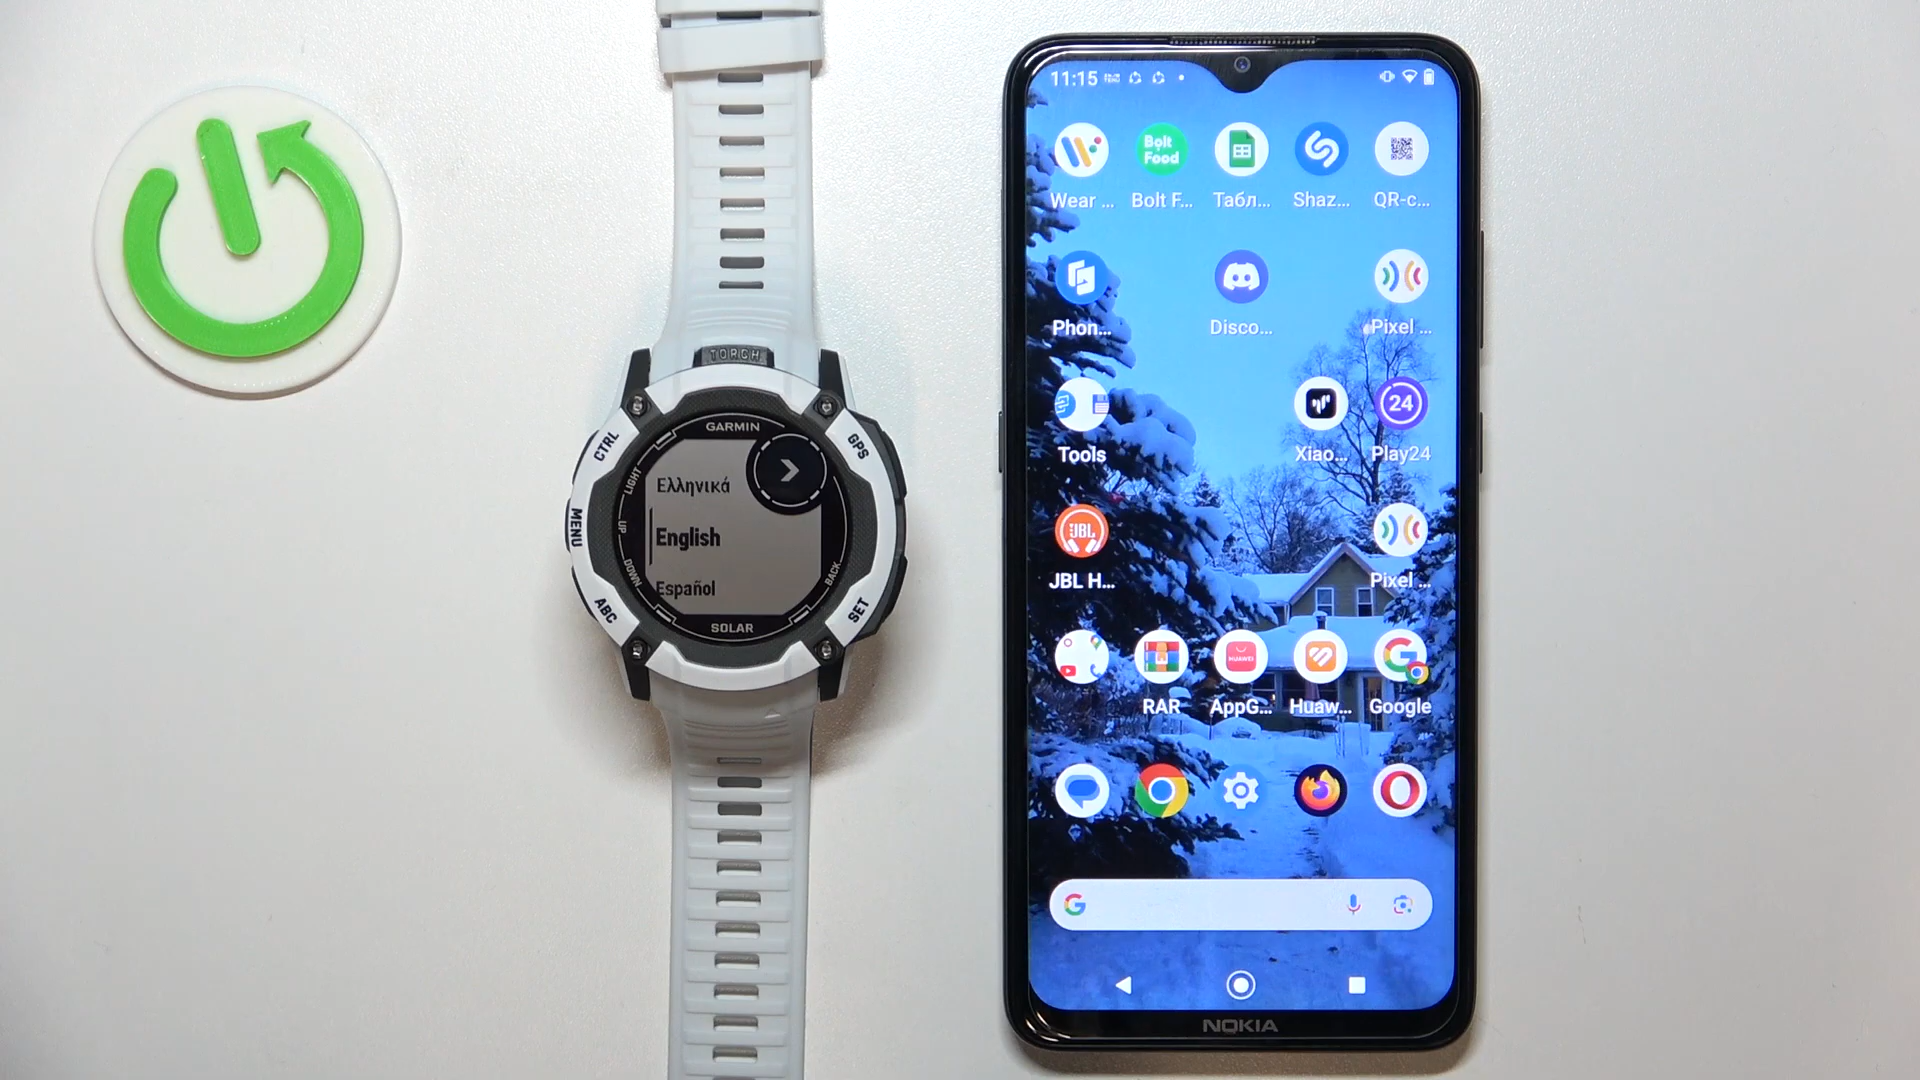 TORCH
GARMIN
CTRL
GPS
LIGHT
Ελληνικά
MENU
UP
English
DOWN
BACK
Español
ABC
SET
SOLAR
11:15
Wear ...
Bolt Food
Bolt F...
Табл...
Shaz...
QR-c...
Phon...
Disco...
Pixel ...
Tools
Xiao...
24
Play24
JBL
JBL H...
Pixel ...
HUAWEI
RAR
AppG...
Huaw...
Google
NOKIA